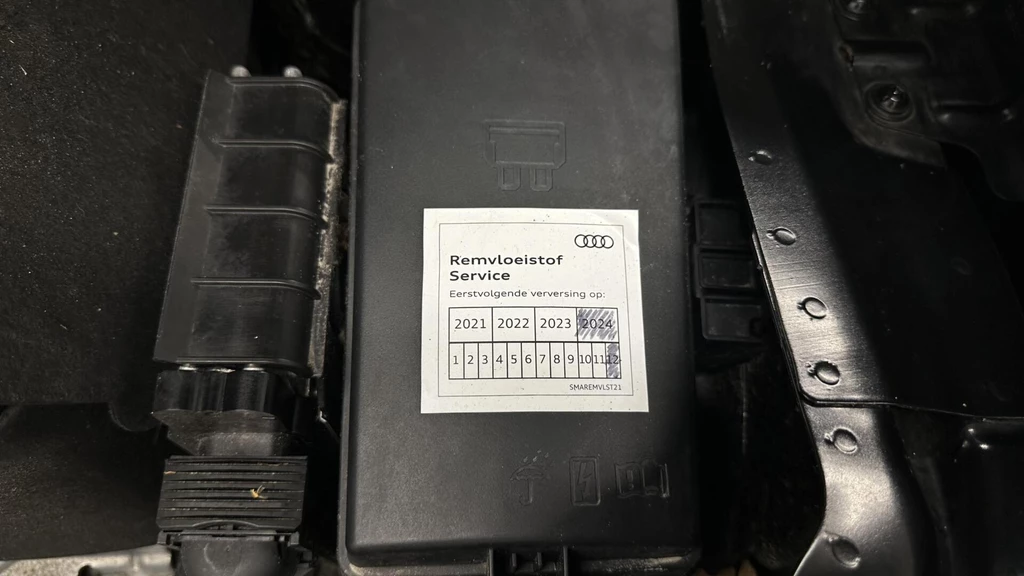 Remvloeistof
Service
Eerstvolgende verversing op:
2021 2022 2023 2024
1 2 3 4 5 6 7 8 9 10 11 12
SMAREMVLST21